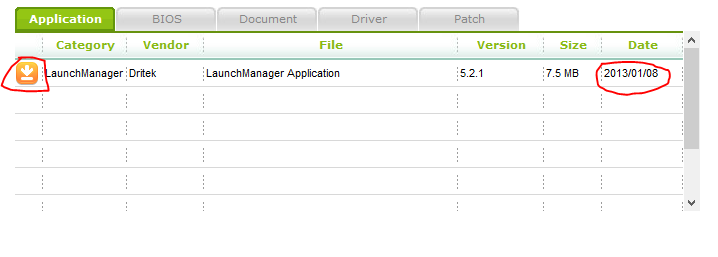 Application BIOS Document Driver Patch
Category Vendor File Version Size Date
LaunchManager Dritek LaunchManager Application 5.2.1 7.5 MB 2013/01/08